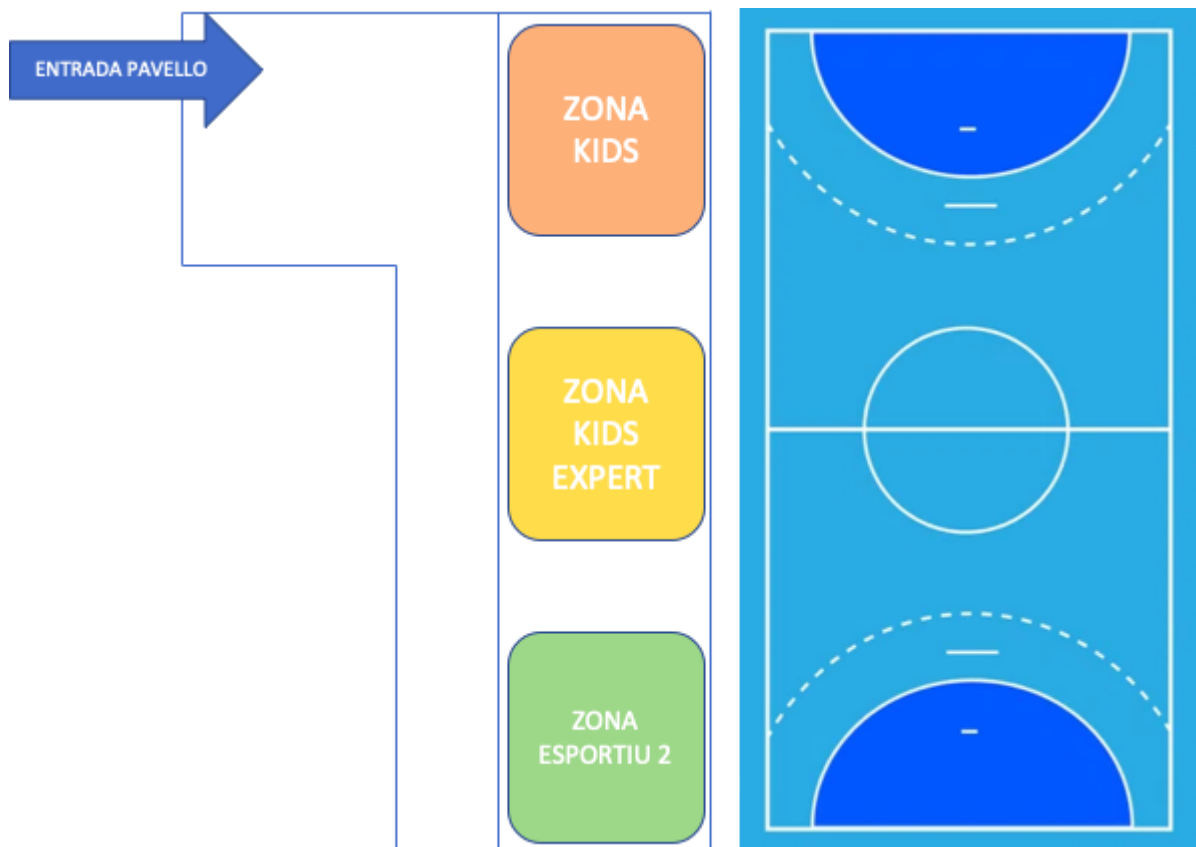 ENTRADA PAVELLO
ZONA
KIDS
ZONA
KIDS
EXPERT
ZONA
ESPORTIU 2